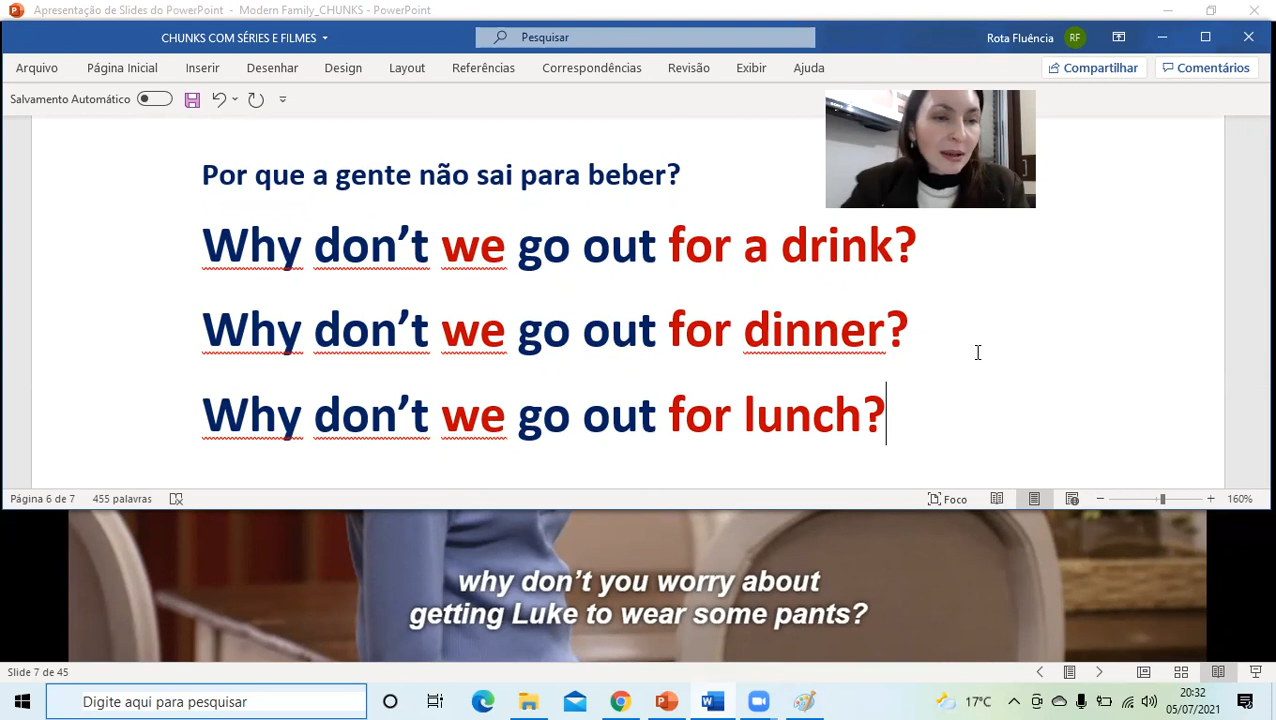 Apresentação de Slides do PowerPoint - Modern Family_CHUNKS - PowerPoint
CHUNKS COM SÉRIES E FILMES
Pesquisar
Rota Fluência
RF
Arquivo
Página Inicial
Inserir
Desenhar
Design
Layout
Referências
Correspondências
Revisão
Exibir
Ajuda
Compartilhar
Comentários
Salvamento Automático
Por que a gente não sai para beber?
Why don't we go out for a drink?
Why don't we go out for dinner?
Why don't we go out for lunch?
Página 6 de 7
455 palavras
Foco
160%
why don't you worry about
getting Luke to wear some pants?
Slide 7 de 45
Digite aqui para pesquisar
17°C
20:32
05/07/2021